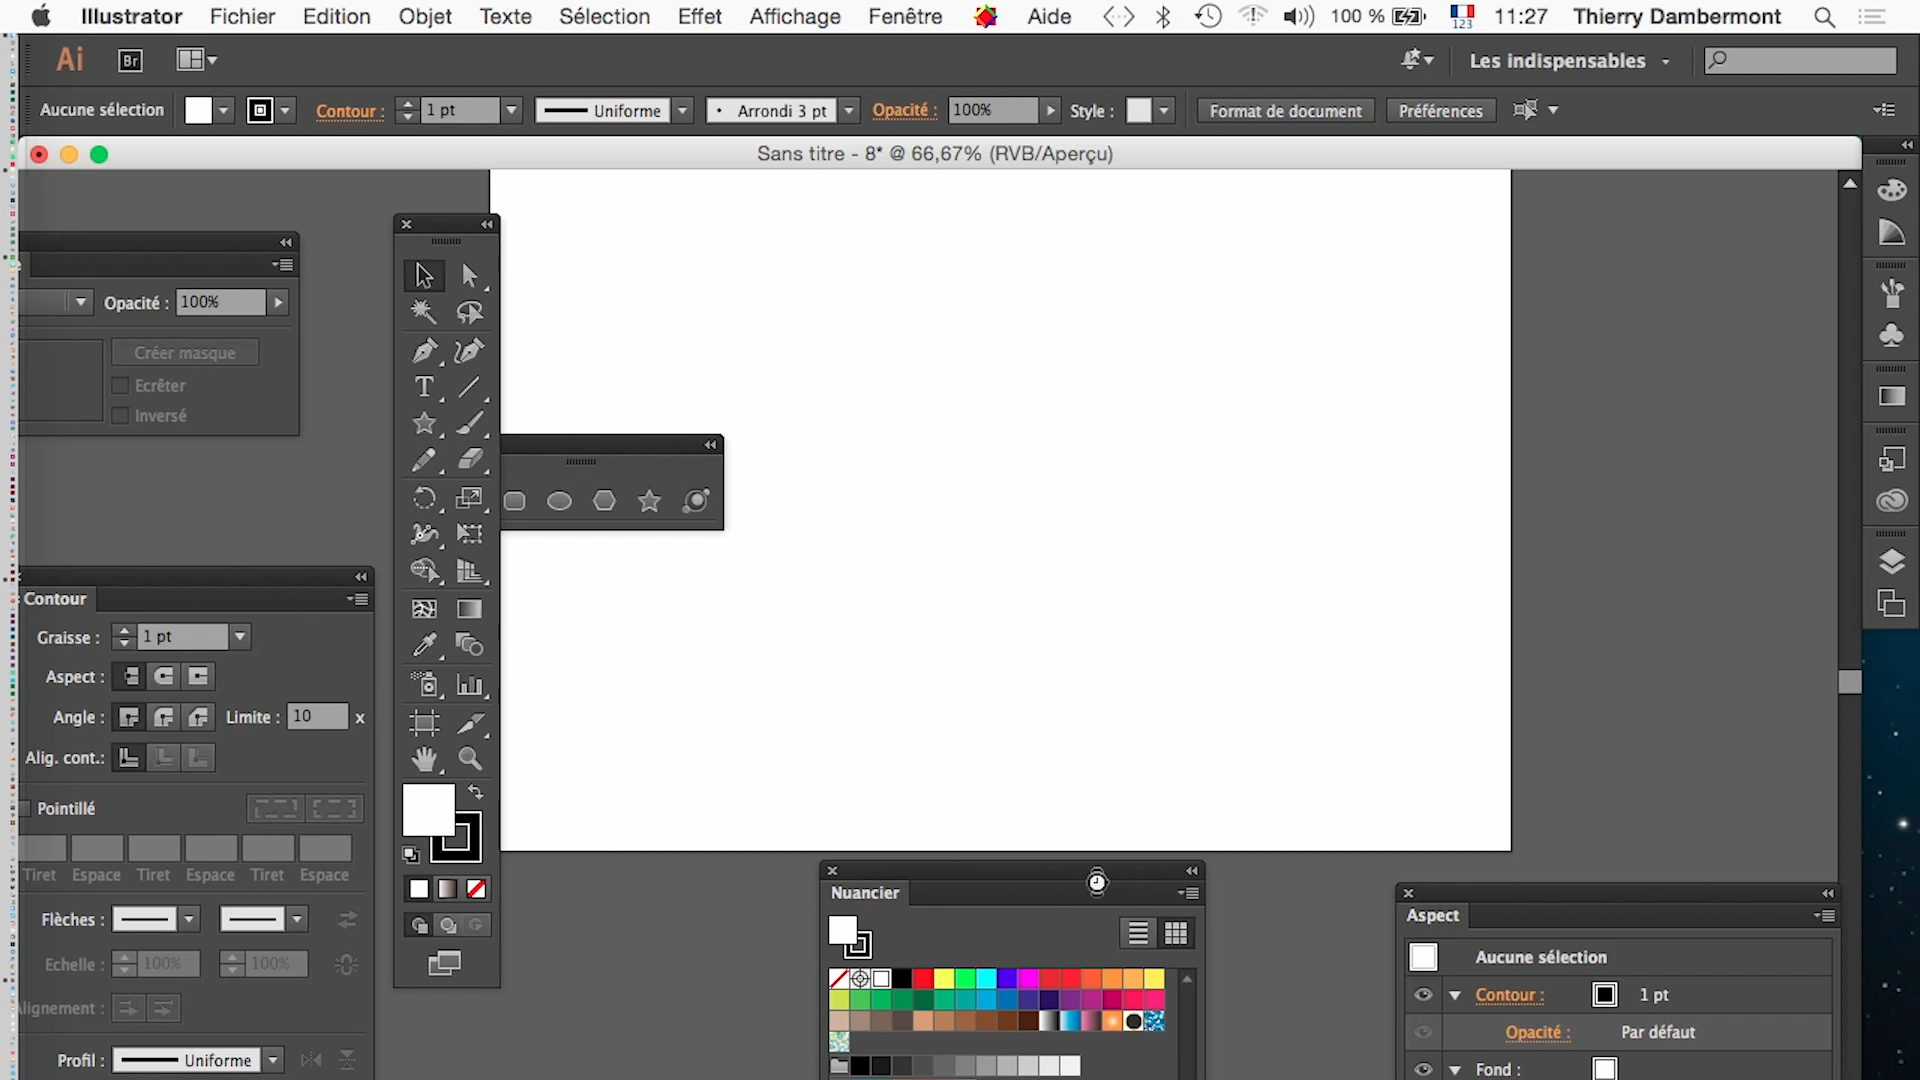 Illustrator Fichier Edition Objet Texte Sélection Effet Affichage Fenêtre Aide 100 % 123 11:27 Thierry Dambermont
Ai Br Les indispensables
Aucune sélection Contour : 1 pt Uniforme Arrondi 3 pt Opacité : 100% Style : Format de document Préférences
Sans titre - 8* @ 66,67% (RVB/Aperçu)
Opacité : 100%
Créer masque
Ecrêter
Inversé
T
Contour
Graisse : 1 pt
Aspect :
Angle : Limite : 10 x
Alig. cont.:
Pointillé
Tiret Espace Tiret Espace Tiret Espace
Flèches :
Echelle : 100% 100%
lignement :
Profil : Uniforme
Nuancier
Aspect
Aucune sélection
Contour : 1 pt
Opacité : Par défaut
Fond :